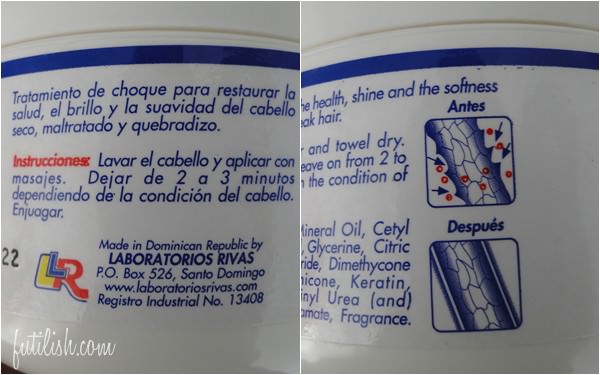 Tratamiento de choque para restaurar la
salud, el brillo y la suavidad del cabello
seco, maltratado y quebradizo.
Instrucciones: Lavar el cabello y aplicar con
masajes. Dejar de 2 a 3 minutos
dependiendo de la condición del cabello.
Enjuagar.
22
LLR
Made in Dominican Republic by
LABORATORIOS RIVAS
P.O. Box 526, Santo Domingo
www.laboratoriosrivas.com
Registro Industrial No. 13408
futilish.com
he health, shine and the softness
eak hair.
Antes
r and towel dry.
eave on from 2 to
n the condition of
Después
Mineral Oil, Cetyl
, Glycerine, Citric
ride, Dimethycone
hicone, Keratin,
inyl Urea (and)
amate, Fragrance.